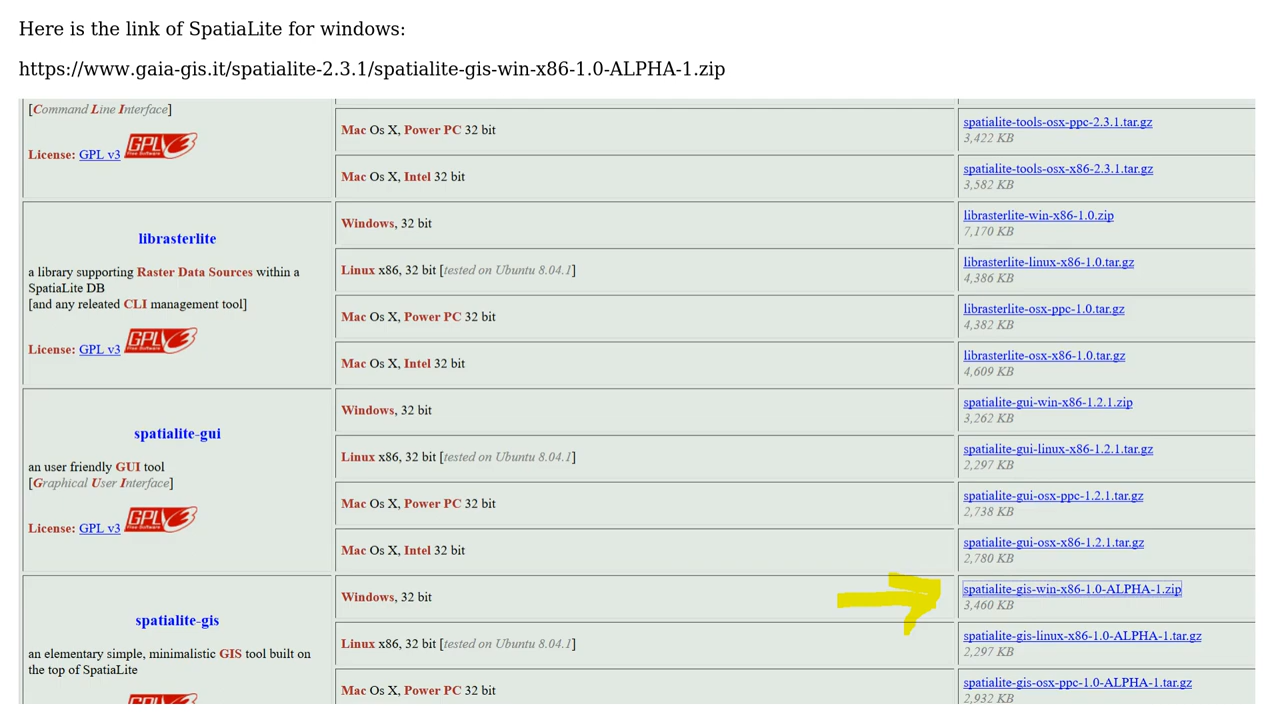 Here is the link of SpatiaLite for windows:
https://www.gaia-gis.it/spatialite-2.3.1/spatialite-gis-win-x86-1.0-ALPHA-1.zip
[Command Line Interface]
License: GPL v3 GPL v3 Free Software
Mac Os X, Power PC 32 bit
spatialite-tools-osx-ppc-2.3.1.tar.gz
3,422 KB
Mac Os X, Intel 32 bit
spatialite-tools-osx-x86-2.3.1.tar.gz
3,582 KB
librasterlite
a library supporting Raster Data Sources within a
SpatiaLite DB
[and any releated CLI management tool]
License: GPL v3 GPL v3 Free Software
Windows, 32 bit
librasterlite-win-x86-1.0.zip
7,170 KB
Linux x86, 32 bit [tested on Ubuntu 8.04.1]
librasterlite-linux-x86-1.0.tar.gz
4,386 KB
Mac Os X, Power PC 32 bit
librasterlite-osx-ppc-1.0.tar.gz
4,382 KB
Mac Os X, Intel 32 bit
librasterlite-osx-x86-1.0.tar.gz
4,609 KB
spatialite-gui
an user friendly GUI tool
[Graphical User Interface]
License: GPL v3 GPL v3 Free Software
Windows, 32 bit
spatialite-gui-win-x86-1.2.1.zip
3,262 KB
Linux x86, 32 bit [tested on Ubuntu 8.04.1]
spatialite-gui-linux-x86-1.2.1.tar.gz
2,297 KB
Mac Os X, Power PC 32 bit
spatialite-gui-osx-ppc-1.2.1.tar.gz
2,738 KB
Mac Os X, Intel 32 bit
spatialite-gui-osx-x86-1.2.1.tar.gz
2,780 KB
spatialite-gis
an elementary simple, minimalistic GIS tool built on
the top of SpatiaLite
Windows, 32 bit
spatialite-gis-win-x86-1.0-ALPHA-1.zip
3,460 KB
Linux x86, 32 bit [tested on Ubuntu 8.04.1]
spatialite-gis-linux-x86-1.0-ALPHA-1.tar.gz
2,297 KB
Mac Os X, Power PC 32 bit
spatialite-gis-osx-ppc-1.0-ALPHA-1.tar.gz
2,932 KB